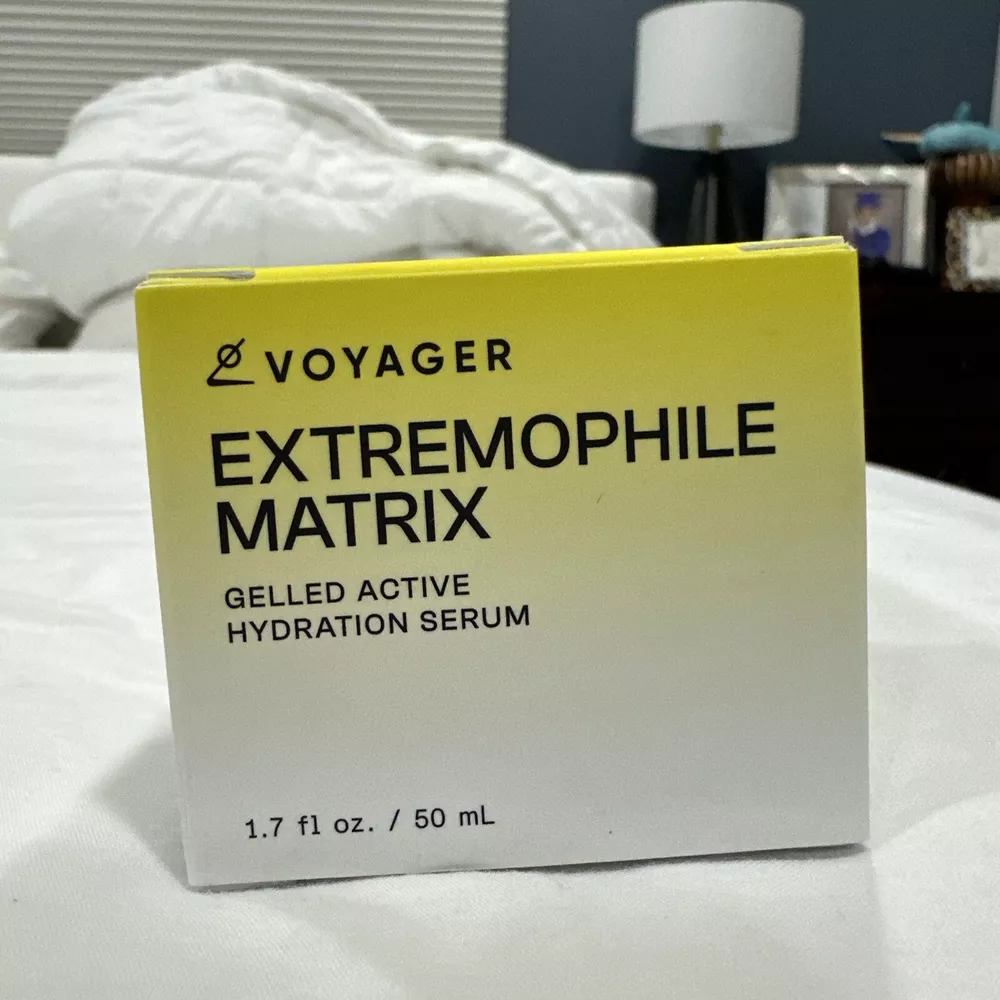 VOYAGER
EXTREMOPHILE
MATRIX
GELLED ACTIVE
HYDRATION SERUM
1.7 fl oz. / 50 mL